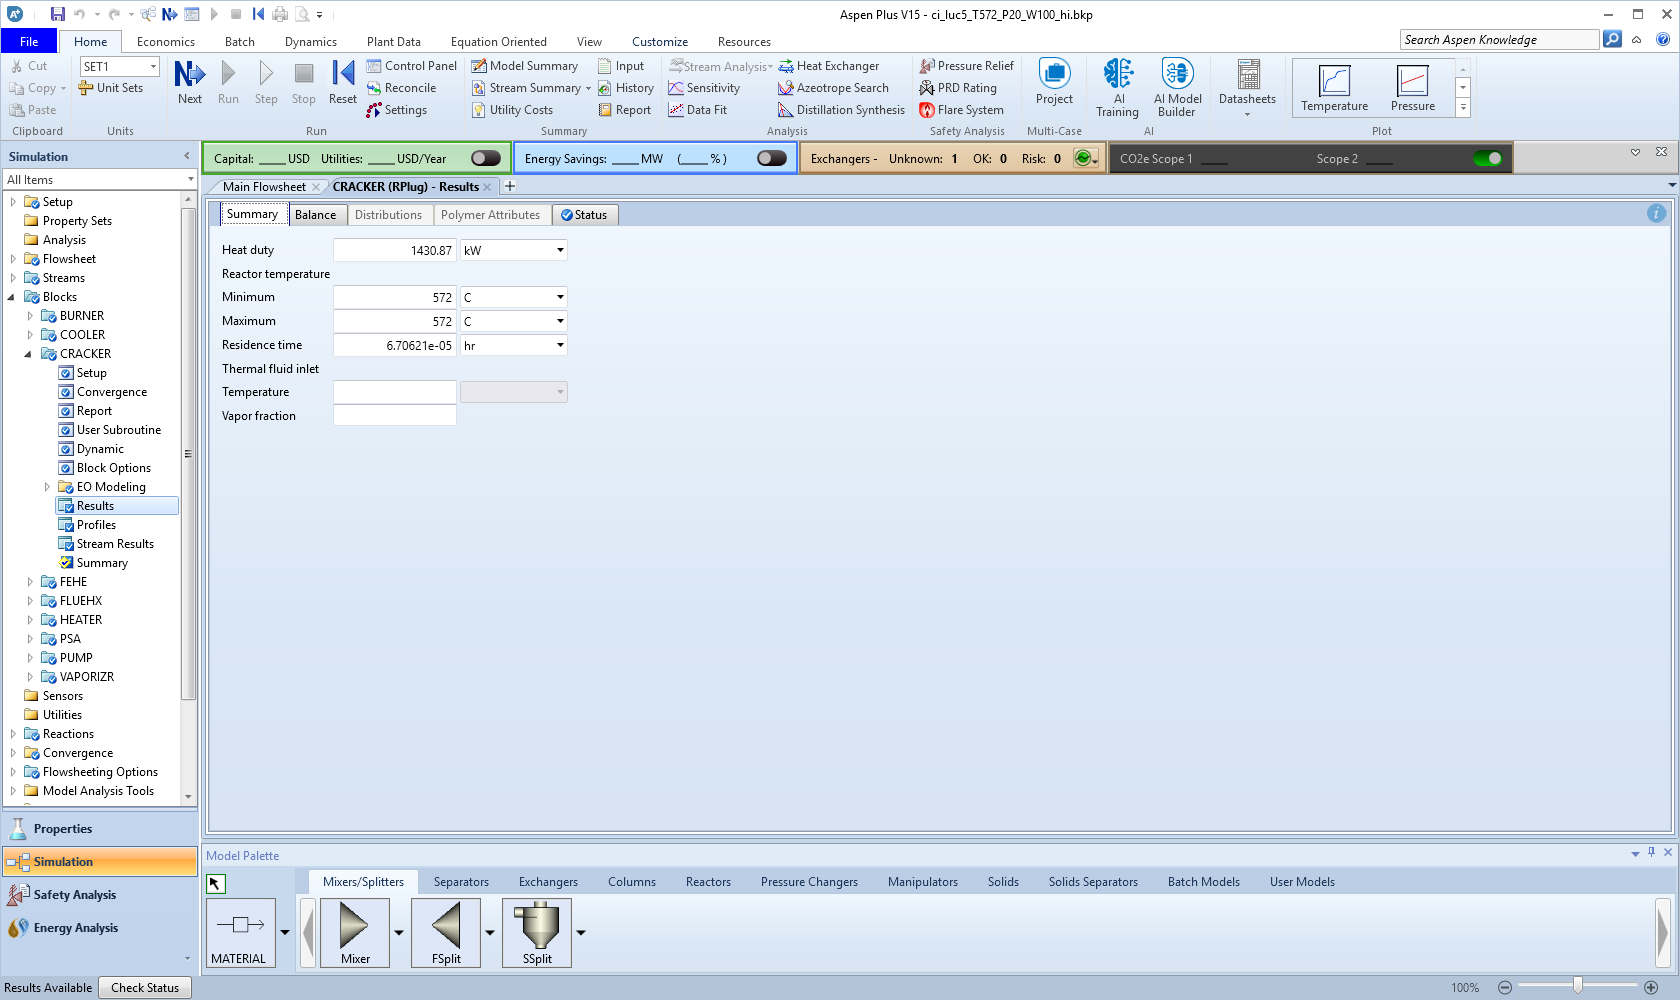 Aspen Plus V15 - ci_luc5_T572_P20_W100_hi.bkp
File Home Economics Batch Dynamics Plant Data Equation Oriented View Customize Resources Search Aspen Knowledge
Cut
Copy
Paste
Clipboard
SET1
Unit Sets
Units
Next Run Step Stop Reset
Control Panel
Reconcile
Settings
Run
Model Summary
Stream Summary
Utility Costs
Input
History
Report
Summary
Stream Analysis
Sensitivity
Data Fit
Heat Exchanger
Azeotrope Search
Distillation Synthesis
Analysis
Pressure Relief
PRD Rating
Flare System
Safety Analysis
Project
Multi-Case
AI Training
AI Model Builder
AI
Datasheets
Temperature Pressure
Plot
Capital: ____ USD Utilities: ____ USD/Year
Energy Savings: ____ MW (____ % )
Exchangers - Unknown: 1 OK: 0 Risk: 0
CO2e Scope 1 ____ Scope 2 ____
Simulation
All Items
Setup
Property Sets
Analysis
Flowsheet
Streams
Blocks
BURNER
COOLER
CRACKER
Setup
Convergence
Report
User Subroutine
Dynamic
Block Options
EO Modeling
Results
Profiles
Stream Results
Summary
FEHE
FLUEHX
HEATER
PSA
PUMP
VAPORIZR
Sensors
Utilities
Reactions
Convergence
Flowsheeting Options
Model Analysis Tools
Properties
Simulation
Safety Analysis
Energy Analysis
Main Flowsheet CRACKER (RPlug) - Results
Summary Balance Distributions Polymer Attributes Status
Heat duty 1430.87 kW
Reactor temperature
Minimum 572 C
Maximum 572 C
Residence time 6.70621e-05 hr
Thermal fluid inlet
Temperature
Vapor fraction
Model Palette
Mixers/Splitters Separators Exchangers Columns Reactors Pressure Changers Manipulators Solids Solids Separators Batch Models User Models
MATERIAL Mixer FSplit SSplit
Results Available Check Status 100%